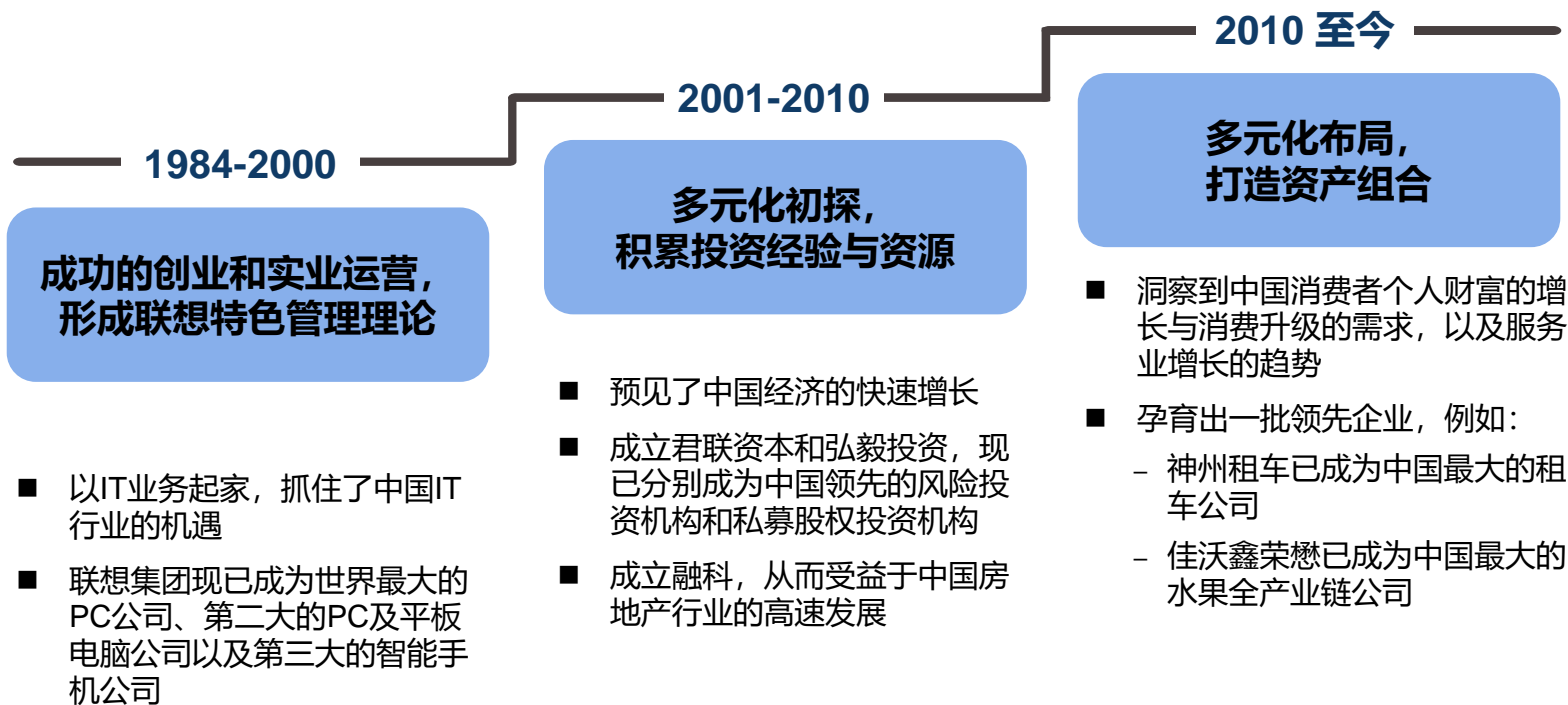 1984-2000
成功的创业和实业运营，
形成联想特色管理理论
■ 以IT业务起家，抓住了中国IT
行业的机遇
■ 联想集团现已成为世界最大的
PC公司、第二大的PC及平板
电脑公司以及第三大的智能手
机公司
2001-2010
多元化初探，
积累投资经验与资源
■ 预见了中国经济的快速增长
■ 成立君联资本和弘毅投资，现
已分别成为中国领先的风险投
资机构和私募股权投资机构
■ 成立融科，从而受益于中国房
地产行业的高速发展
2010 至今
多元化布局，
打造资产组合
■ 洞察到中国消费者个人财富的增
长与消费升级的需求，以及服务
业增长的趋势
■ 孕育出一批领先企业，例如：
– 神州租车已成为中国最大的租
车公司
– 佳沃鑫荣懋已成为中国最大的
水果全产业链公司